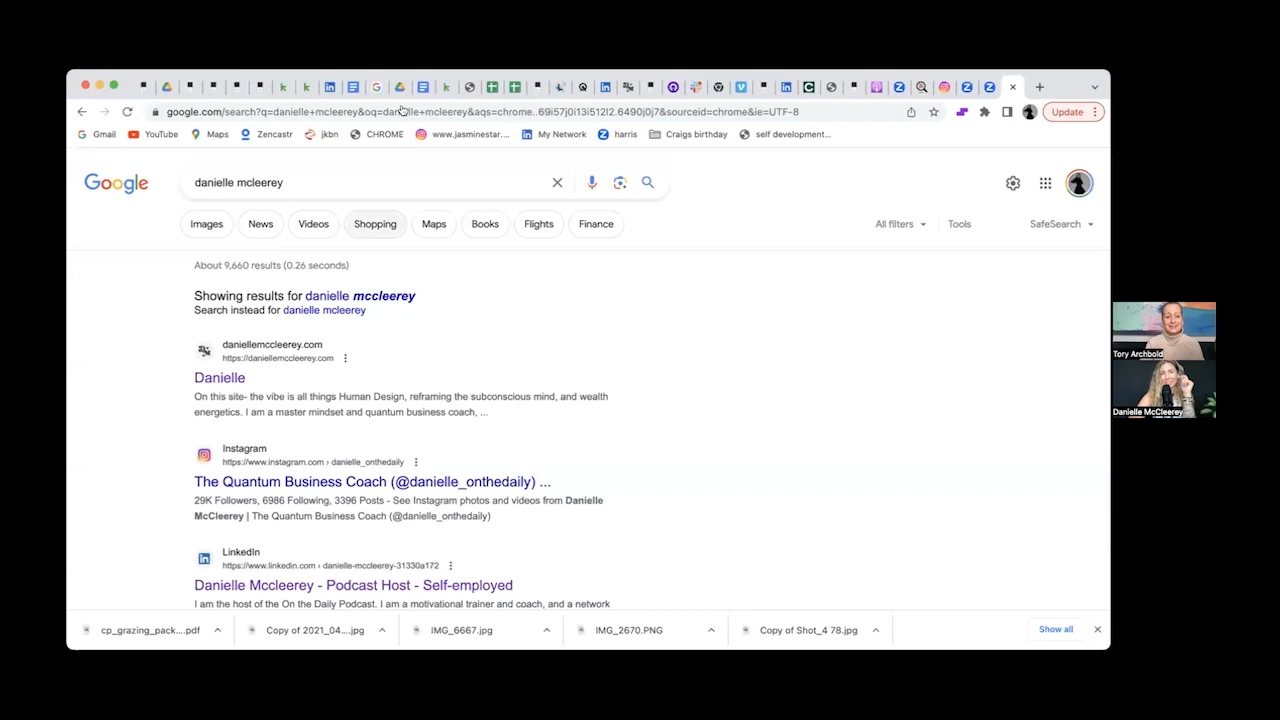 google.com/search?q=danielle+mcleerey&oq=danielle+mcleerey&aqs=chrome..69i57j0i13i512l2.6490j0j7&sourceid=chrome&ie=UTF-8
Update
Gmail YouTube Maps Zencastr jkbn CHROME www.jasminestar.... My Network harris Craigs birthday self development...
Google
danielle mcleerey
Images News Videos Shopping Maps Books Flights Finance
All filters Tools SafeSearch
About 9,660 results (0.26 seconds)
Showing results for danielle mccleerey
Search instead for danielle mcleerey
daniellemccleerey.com
https://daniellemccleerey.com
Danielle
On this site- the vibe is all things Human Design, reframing the subconscious mind, and wealth
energetics. I am a master mindset and quantum business coach, ...
Instagram
https://www.instagram.com › danielle_onthedaily
The Quantum Business Coach (@danielle_onthedaily) ...
29K Followers, 6986 Following, 3396 Posts - See Instagram photos and videos from Danielle
McCleerey | The Quantum Business Coach (@danielle_onthedaily)
LinkedIn
https://www.linkedin.com › danielle-mccleerey-31330a172
Danielle Mccleerey - Podcast Host - Self-employed
I am the host of the On the Daily Podcast. I am a motivational trainer and coach, and a network
cp_grazing_pack....pdf Copy of 2021_04....jpg IMG_6667.jpg IMG_2670.PNG Copy of Shot_4 78.jpg Show all
Tory Archbold
Danielle McCleerey